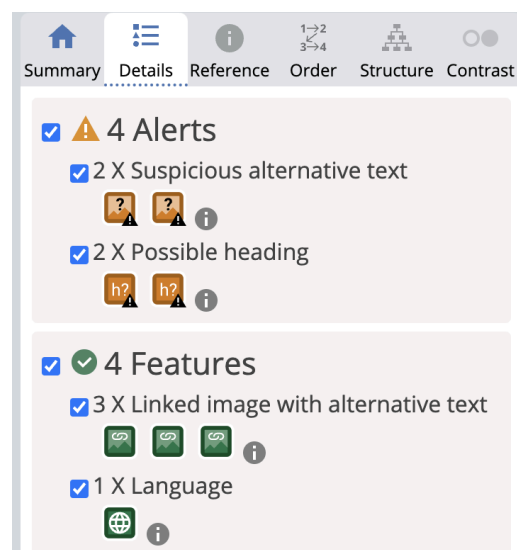 1→2
3→4
Summary Details Reference Order Structure Contrast
4 Alerts
2 X Suspicious alternative text
? ?
2 X Possible heading
h? h?
4 Features
3 X Linked image with alternative text
1 X Language